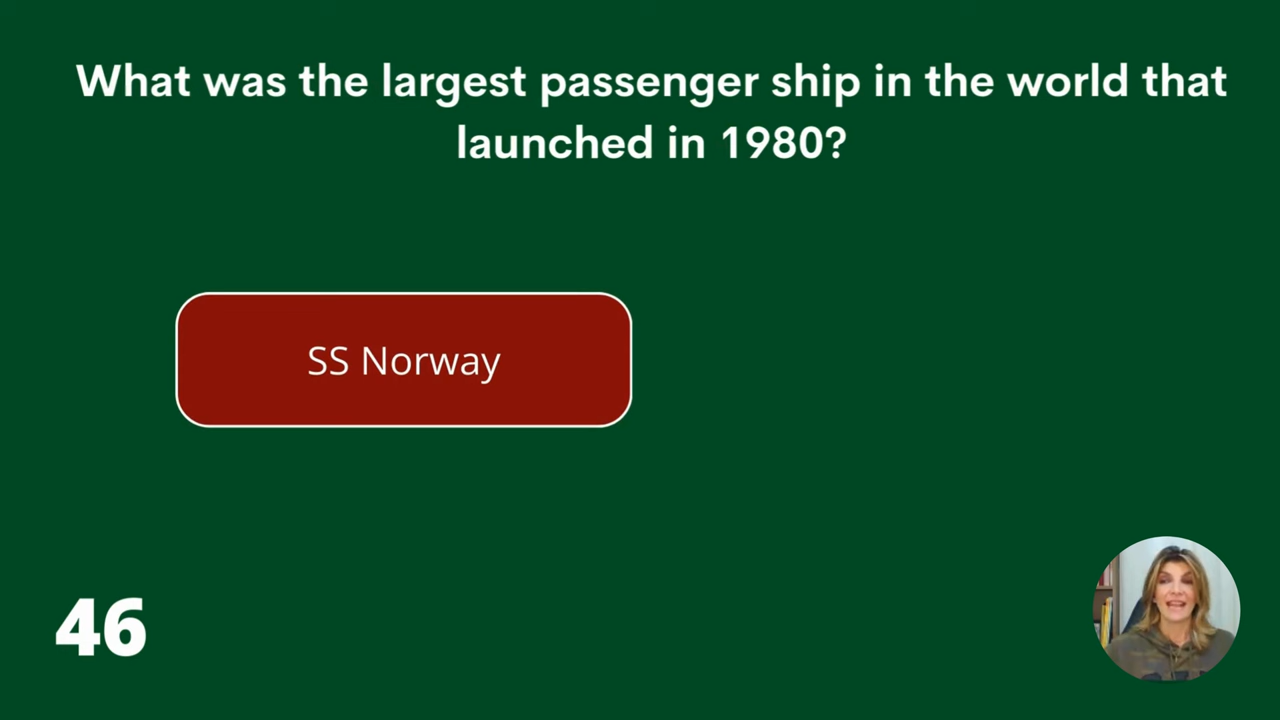 What was the largest passenger ship in the world that
launched in 1980?
SS Norway
46